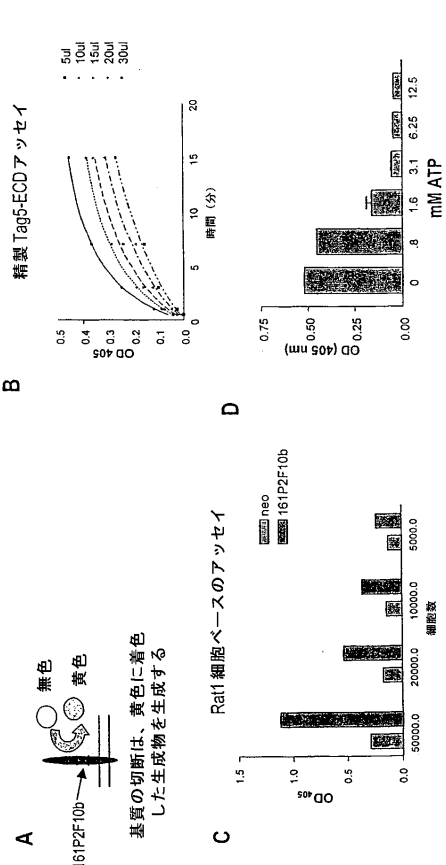 A
161P2F10b
無色
黄色
基質の切断は、黄色に着色
した生成物を生成する
B
精製 Tag5-ECDアッセイ
OD 405
0.5
0.4
0.3
0.2
0.1
0.0
0
5
10
15
20
時間（分）
5ul
10ul
15ul
20ul
30ul
C
Rat1 細胞ベースのアッセイ
neo
161P2F10b
OD 405
1.5
1.0
0.5
0.0
50000.0
20000.0
10000.0
5000.0
細胞数
D
OD (405 nm)
0.75
0.50
0.25
0.00
0
.8
1.6
3.1
6.25
12.5
mM ATP